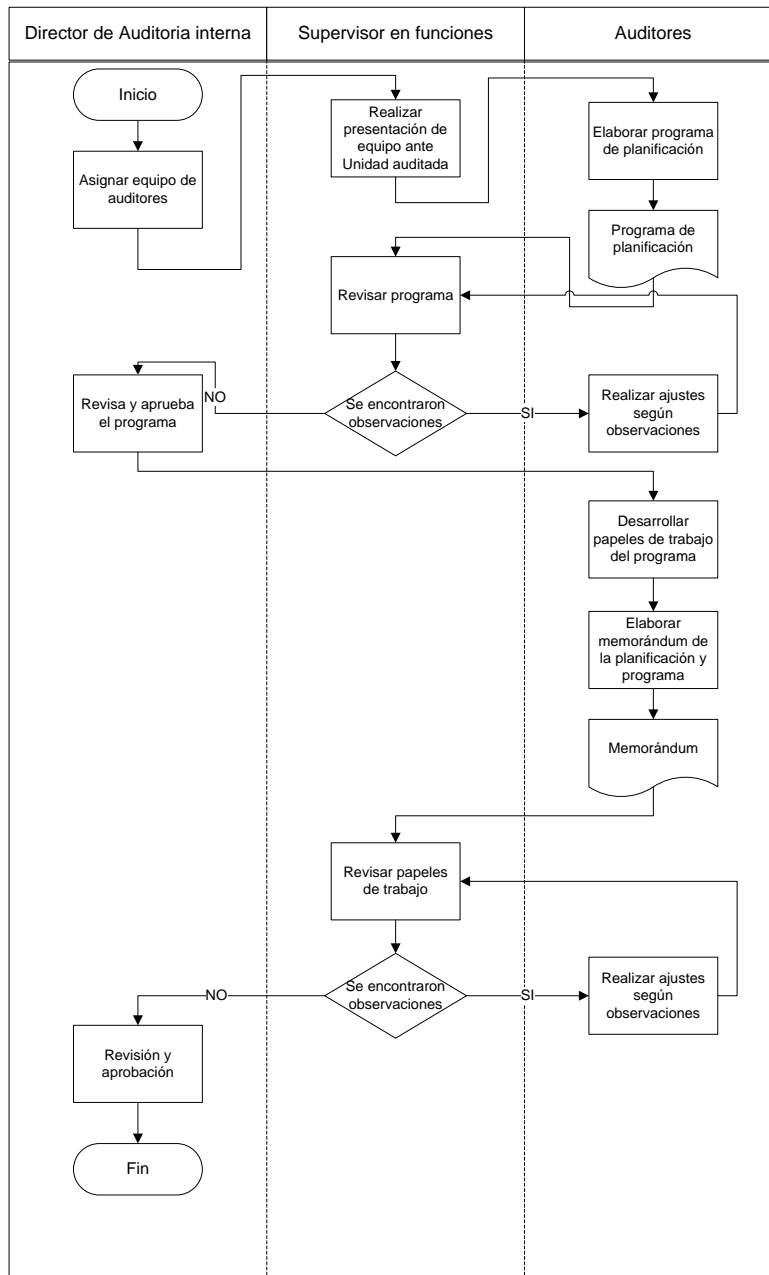 Director de Auditoria interna
Supervisor en funciones
Auditores
Inicio
Asignar equipo de
auditores
Realizar
presentación de
equipo ante
Unidad auditada
Elaborar programa
de planificación
Programa de
planificación
Revisar programa
Se encontraron
observaciones
NO
SI
Revisa y aprueba
el programa
Realizar ajustes
según
observaciones
Desarrollar
papeles de trabajo
del programa
Elaborar
memorándum de
la planificación y
programa
Memorándum
Revisar papeles
de trabajo
Se encontraron
observaciones
NO
SI
Realizar ajustes
según
observaciones
Revisión y
aprobación
Fin